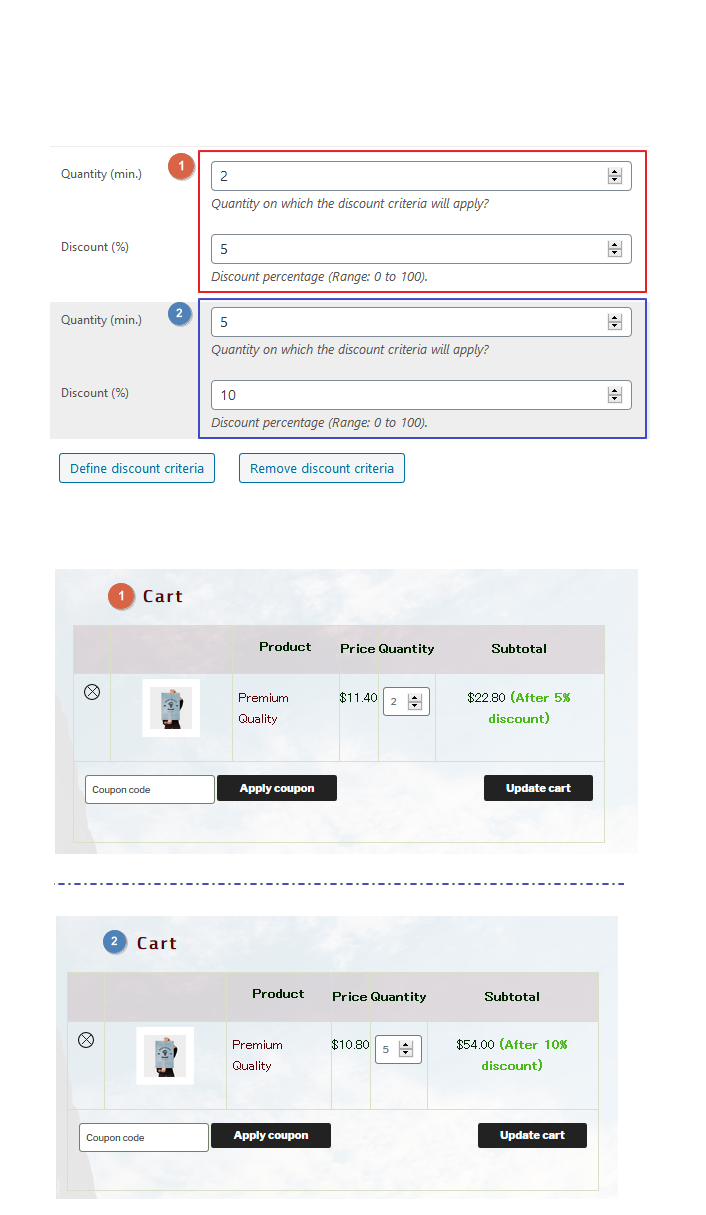 Quantity (min.)
1
2
Quantity on which the discount criteria will apply?
Discount (%)
5
Discount percentage (Range: 0 to 100).
Quantity (min.)
2
5
Quantity on which the discount criteria will apply?
Discount (%)
10
Discount percentage (Range: 0 to 100).
Define discount criteria
Remove discount criteria
1 Cart
Product Price Quantity Subtotal
Premium $11.40 2 $22.80 (After 5%
Quality discount)
Coupon code Apply coupon Update cart
2 Cart
Product Price Quantity Subtotal
Premium $10.80 5 $54.00 (After 10%
Quality discount)
Coupon code Apply coupon Update cart